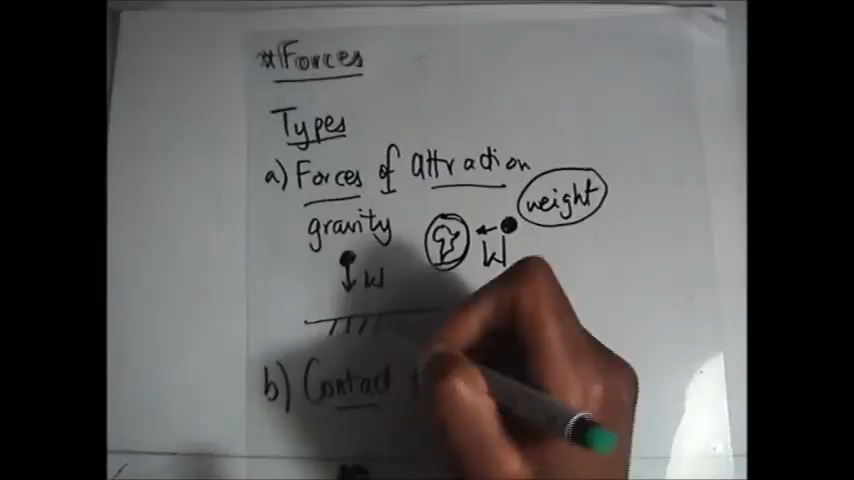 *Forces
Types
a) Forces of attraction
weight
gravity
W
W
b) Contact